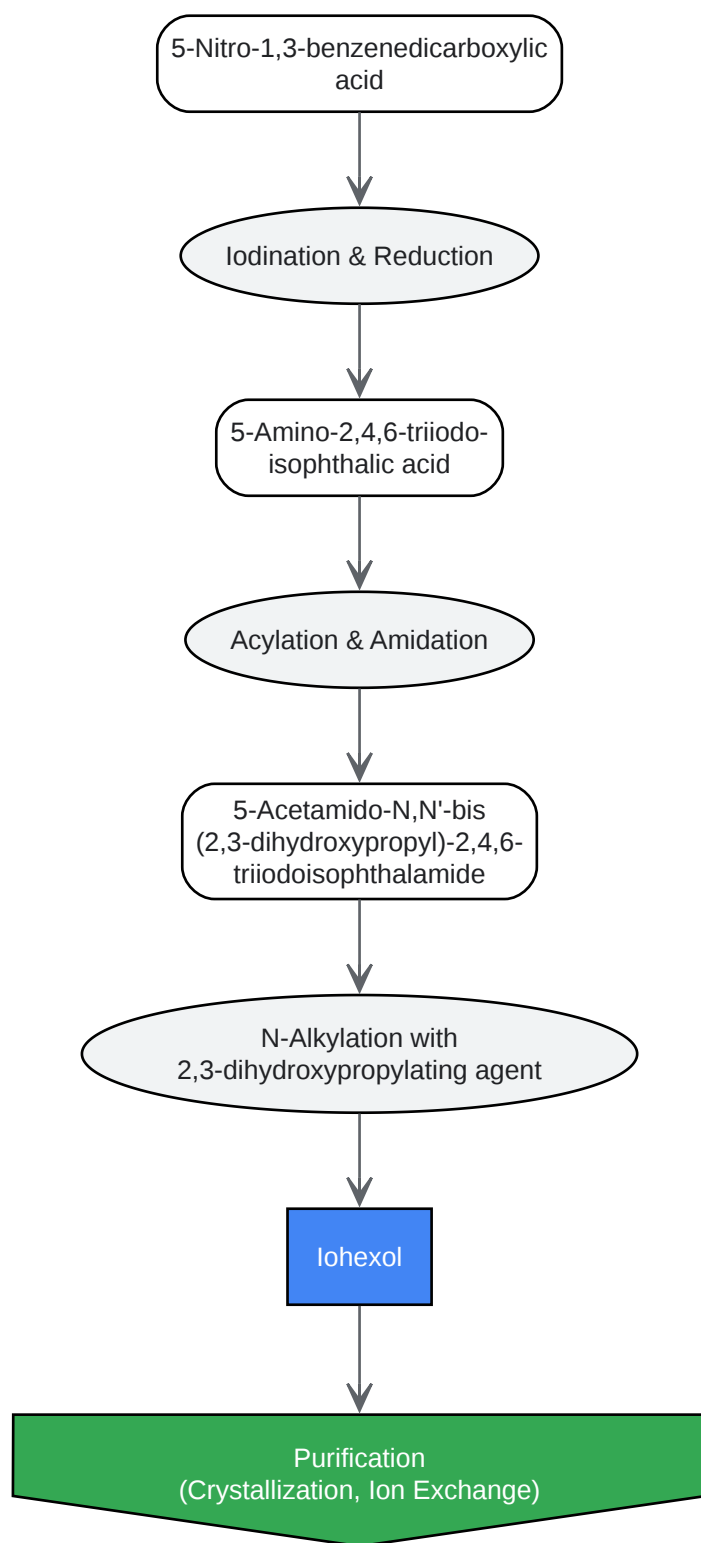 5-Nitro-1,3-benzenedicarboxylic
acid
Iodination & Reduction
5-Amino-2,4,6-triiodo-
isophthalic acid
Acylation & Amidation
5-Acetamido-N,N'-bis
(2,3-dihydroxypropyl)-2,4,6-
triiodoisophthalamide
N-Alkylation with
2,3-dihydroxypropylating agent
Iohexol
Purification
(Crystallization, Ion Exchange)